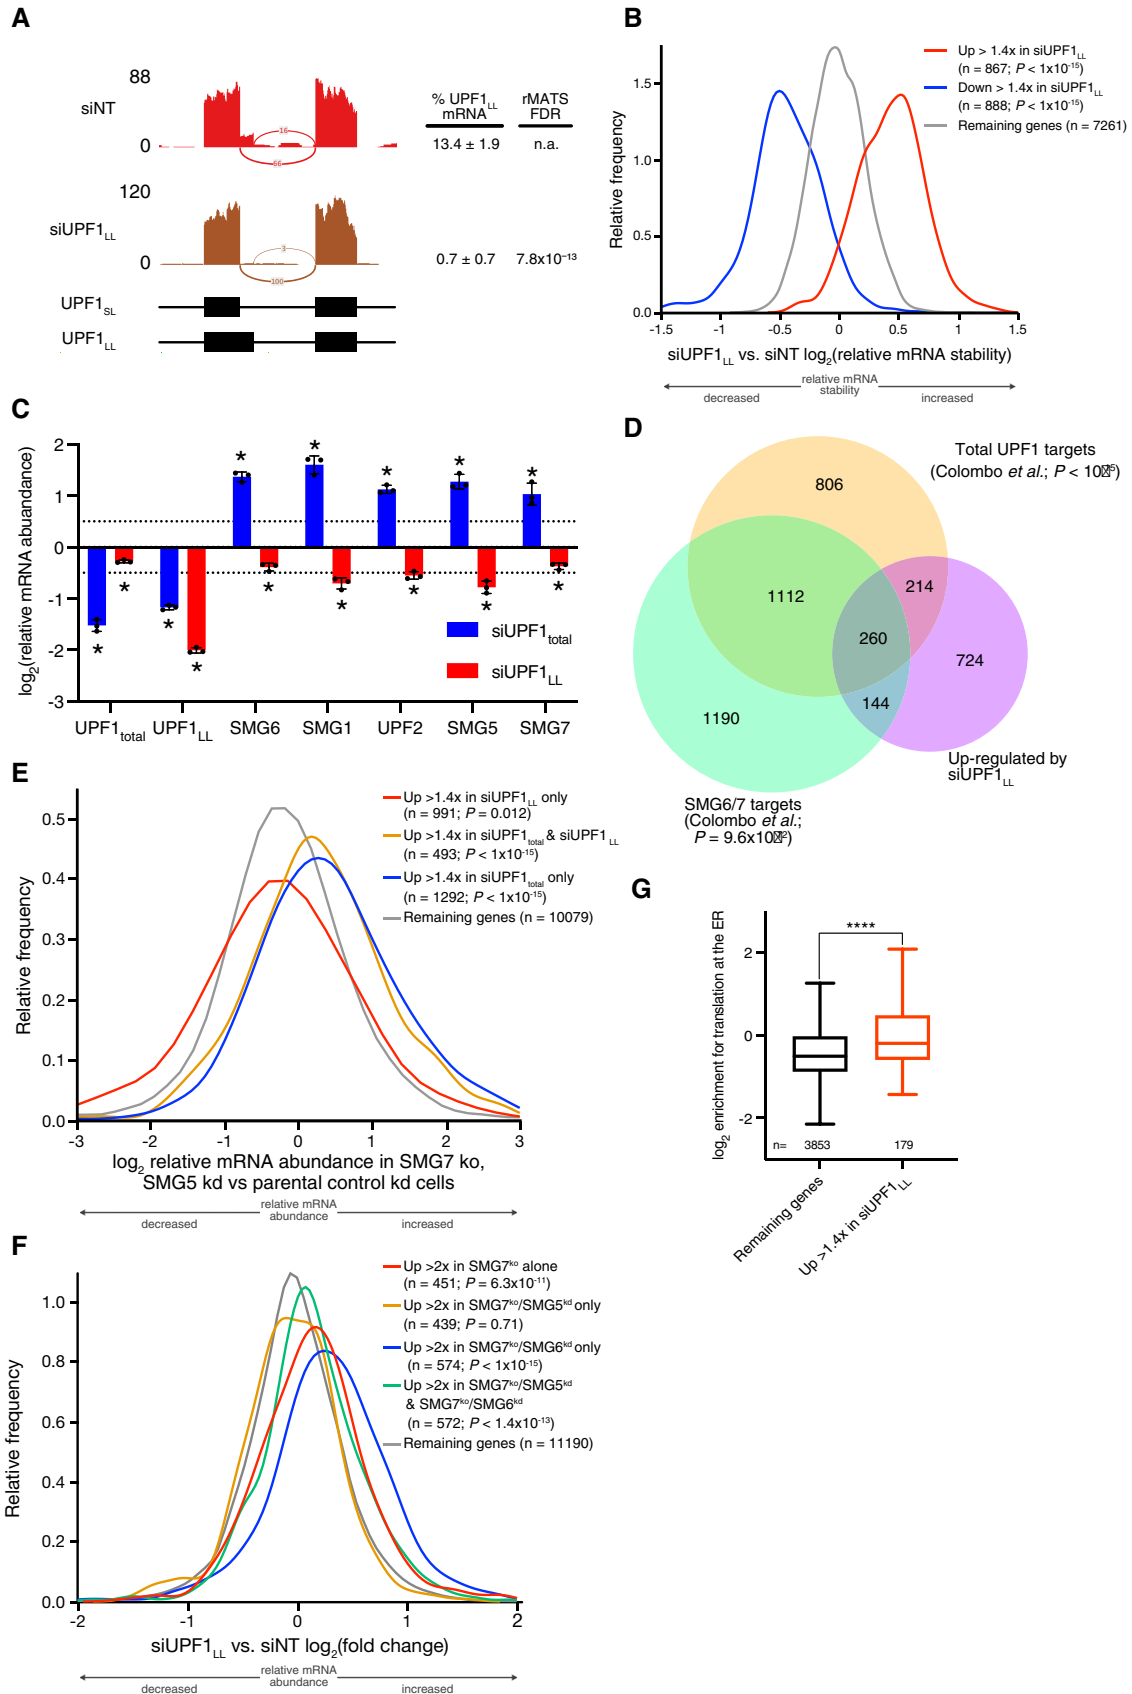 A
88
siNT
0
16
66
% UPF1LL
mRNA
rMATS
FDR
13.4 ± 1.9
n.a.
120
siUPF1LL
0
3
100
0.7 ± 0.7
7.8x10⁻¹³
UPF1SL
UPF1LL
B
Relative frequency
1.5
1.0
0.5
0.0
-1.5
-1
-0.5
0
0.5
1
1.5
Up > 1.4x in siUPF1LL
(n = 867; P < 1x10⁻¹⁵)
Down > 1.4x in siUPF1LL
(n = 888; P < 1x10⁻¹⁵)
Remaining genes (n = 7261)
siUPF1LL vs. siNT log2(relative mRNA stability)
relative mRNA
stability
decreased
increased
C
log2(relative mRNA abuandance)
2
1
0
-1
-2
-3
* * * * * * * * * * * * * *
siUPF1total
siUPF1LL
UPF1total
UPF1LL
SMG6
SMG1
UPF2
SMG5
SMG7
D
Total UPF1 targets
(Colombo et al.; P < 10⁵)
806
1112
214
260
724
144
1190
Up-regulated by
siUPF1LL
SMG6/7 targets
(Colombo et al.;
P = 9.6x10²)
E
Relative frequency
0.5
0.4
0.3
0.2
0.1
0.0
-3
-2
-1
0
1
2
3
Up >1.4x in siUPF1LL only
(n = 991; P = 0.012)
Up >1.4x in siUPF1total & siUPF1LL
(n = 493; P < 1x10⁻¹⁵)
Up >1.4x in siUPF1total only
(n = 1292; P < 1x10⁻¹⁵)
Remaining genes (n = 10079)
log2 relative mRNA abundance in SMG7 ko,
SMG5 kd vs parental control kd cells
relative mRNA
abundance
decreased
increased
F
Relative frequency
1.0
0.8
0.6
0.4
0.2
0.0
-2
-1
0
1
2
Up >2x in SMG7ᵏᵒ alone
(n = 451; P = 6.3x10⁻¹¹)
Up >2x in SMG7ᵏᵒ/SMG5ᵏᵈ only
(n = 439; P = 0.71)
Up >2x in SMG7ᵏᵒ/SMG6ᵏᵈ only
(n = 574; P < 1x10⁻¹⁵)
Up >2x in SMG7ᵏᵒ/SMG5ᵏᵈ
& SMG7ᵏᵒ/SMG6ᵏᵈ
(n = 572; P < 1.4x10⁻¹³)
Remaining genes (n = 11190)
siUPF1LL vs. siNT log2(fold change)
relative mRNA
abundance
decreased
increased
G
log2 enrichment for translation at the ER
2
0
-2
****
n=
3853
179
Remaining genes
Up >1.4x in siUPF1LL